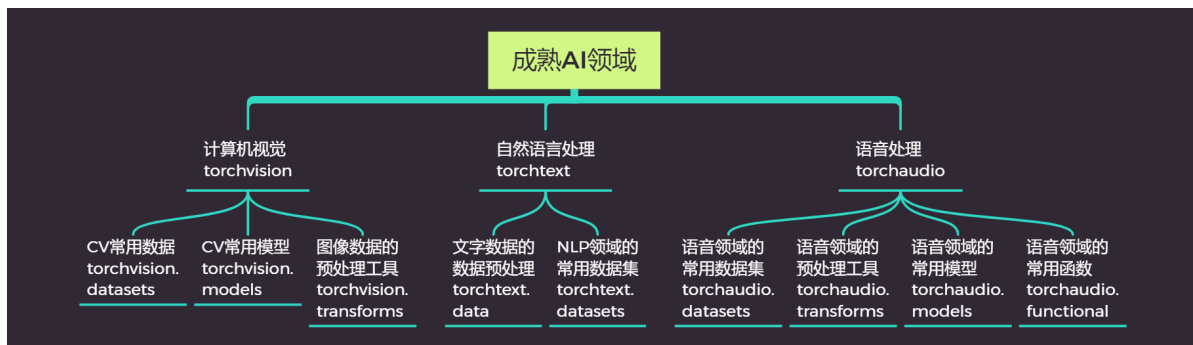 成熟AI领域
计算机视觉
torchvision
自然语言处理
torchtext
语音处理
torchaudio
CV常用数据
torchvision.
datasets
CV常用模型
torchvision.
models
图像数据的
预处理工具
torchvision.
transforms
文字数据的
数据预处理
torchtext.
data
NLP领域的
常用数据集
torchtext.
datasets
语音领域的
常用数据集
torchaudio.
datasets
语音领域的
预处理工具
torchaudio.
transforms
语音领域的
常用模型
torchaudio.
models
语音领域的
常用函数
torchaudio.
functional